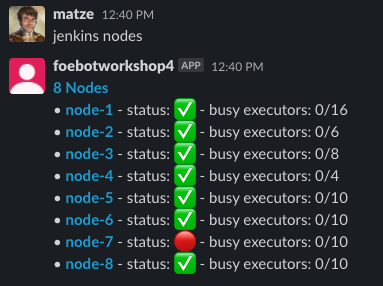 matze 12:40 PM
jenkins nodes
foebotworkshop4 APP 12:40 PM
8 Nodes
• node-1 - status: ✅ - busy executors: 0/16
• node-2 - status: ✅ - busy executors: 0/6
• node-3 - status: ✅ - busy executors: 0/8
• node-4 - status: ✅ - busy executors: 0/4
• node-5 - status: ✅ - busy executors: 0/10
• node-6 - status: ✅ - busy executors: 0/10
• node-7 - status: 🔴 - busy executors: 0/10
• node-8 - status: ✅ - busy executors: 0/10